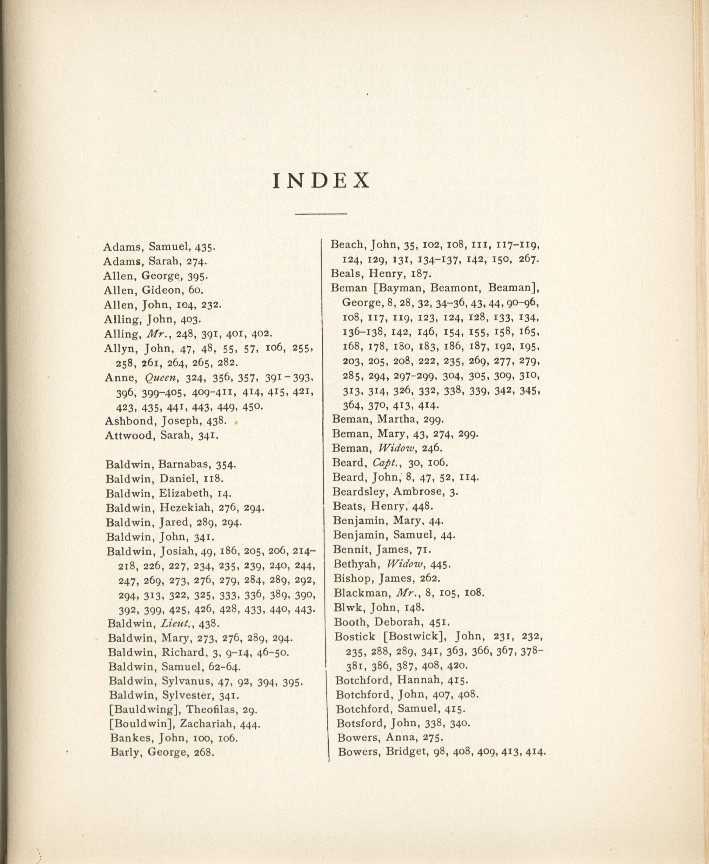 INDEX
Adams, Samuel, 435.
Adams, Sarah, 274.
Allen, George, 395.
Allen, Gideon, 60.
Allen, John, 104, 232.
Alling, John, 403.
Alling, Mr., 248, 391, 401, 402.
Allyn, John, 47, 48, 55, 57, 106, 255,
258, 261, 264, 265, 282.
Anne, Queen, 324, 356, 357, 391–393,
396, 399–405, 409–411, 414, 415, 421,
423, 435, 441, 443, 449, 450.
Ashbond, Joseph, 438.
Attwood, Sarah, 341.
Baldwin, Barnabas, 354.
Baldwin, Daniel, 118.
Baldwin, Elizabeth, 14.
Baldwin, Hezekiah, 276, 294.
Baldwin, Jared, 289, 294.
Baldwin, John, 341.
Baldwin, Josiah, 49, 186, 205, 206, 214–
218, 226, 227, 234, 235, 239, 240, 244,
247, 269, 273, 276, 279, 284, 289, 292,
294, 313, 322, 325, 333, 336, 389, 390,
392, 399, 425, 426, 428, 433, 440, 443.
Baldwin, Lieut., 438.
Baldwin, Mary, 273, 276, 289, 294.
Baldwin, Richard, 3, 9–14, 46–50.
Baldwin, Samuel, 62–64.
Baldwin, Sylvanus, 47, 92, 394, 395.
Baldwin, Sylvester, 341.
[Bauldwing], Theofilas, 29.
[Bouldwin], Zachariah, 444.
Bankes, John, 100, 106.
Barly, George, 268.
Beach, John, 35, 102, 108, 111, 117–119,
124, 129, 131, 134–137, 142, 150, 267.
Beals, Henry, 187.
Beman [Bayman, Beamont, Beaman],
George, 8, 28, 32, 34–36, 43, 44, 90–96,
108, 117, 119, 123, 124, 128, 133, 134,
136–138, 142, 146, 154, 155, 158, 165,
168, 178, 180, 183, 186, 187, 192, 195,
203, 205, 208, 222, 235, 269, 277, 279,
285, 294, 297–299, 304, 305, 309, 310,
313, 314, 326, 332, 338, 339, 342, 345,
364, 370, 413, 414.
Beman, Martha, 299.
Beman, Mary, 43, 274, 299.
Beman, Widow, 246.
Beard, Capt., 30, 106.
Beard, John, 8, 47, 52, 114.
Beardsley, Ambrose, 3.
Beats, Henry, 448.
Benjamin, Mary, 44.
Benjamin, Samuel, 44.
Bennit, James, 71.
Bethyah, Widow, 445.
Bishop, James, 262.
Blackman, Mr., 8, 105, 108.
Blwk, John, 148.
Booth, Deborah, 451.
Bostick [Bostwick], John, 231, 232,
235, 288, 289, 341, 363, 366, 367, 378–
381, 386, 387, 408, 420.
Botchford, Hannah, 415.
Botchford, John, 407, 408.
Botchford, Samuel, 415.
Botsford, John, 338, 340.
Bowers, Anna, 275.
Bowers, Bridget, 98, 408, 409, 413, 414.